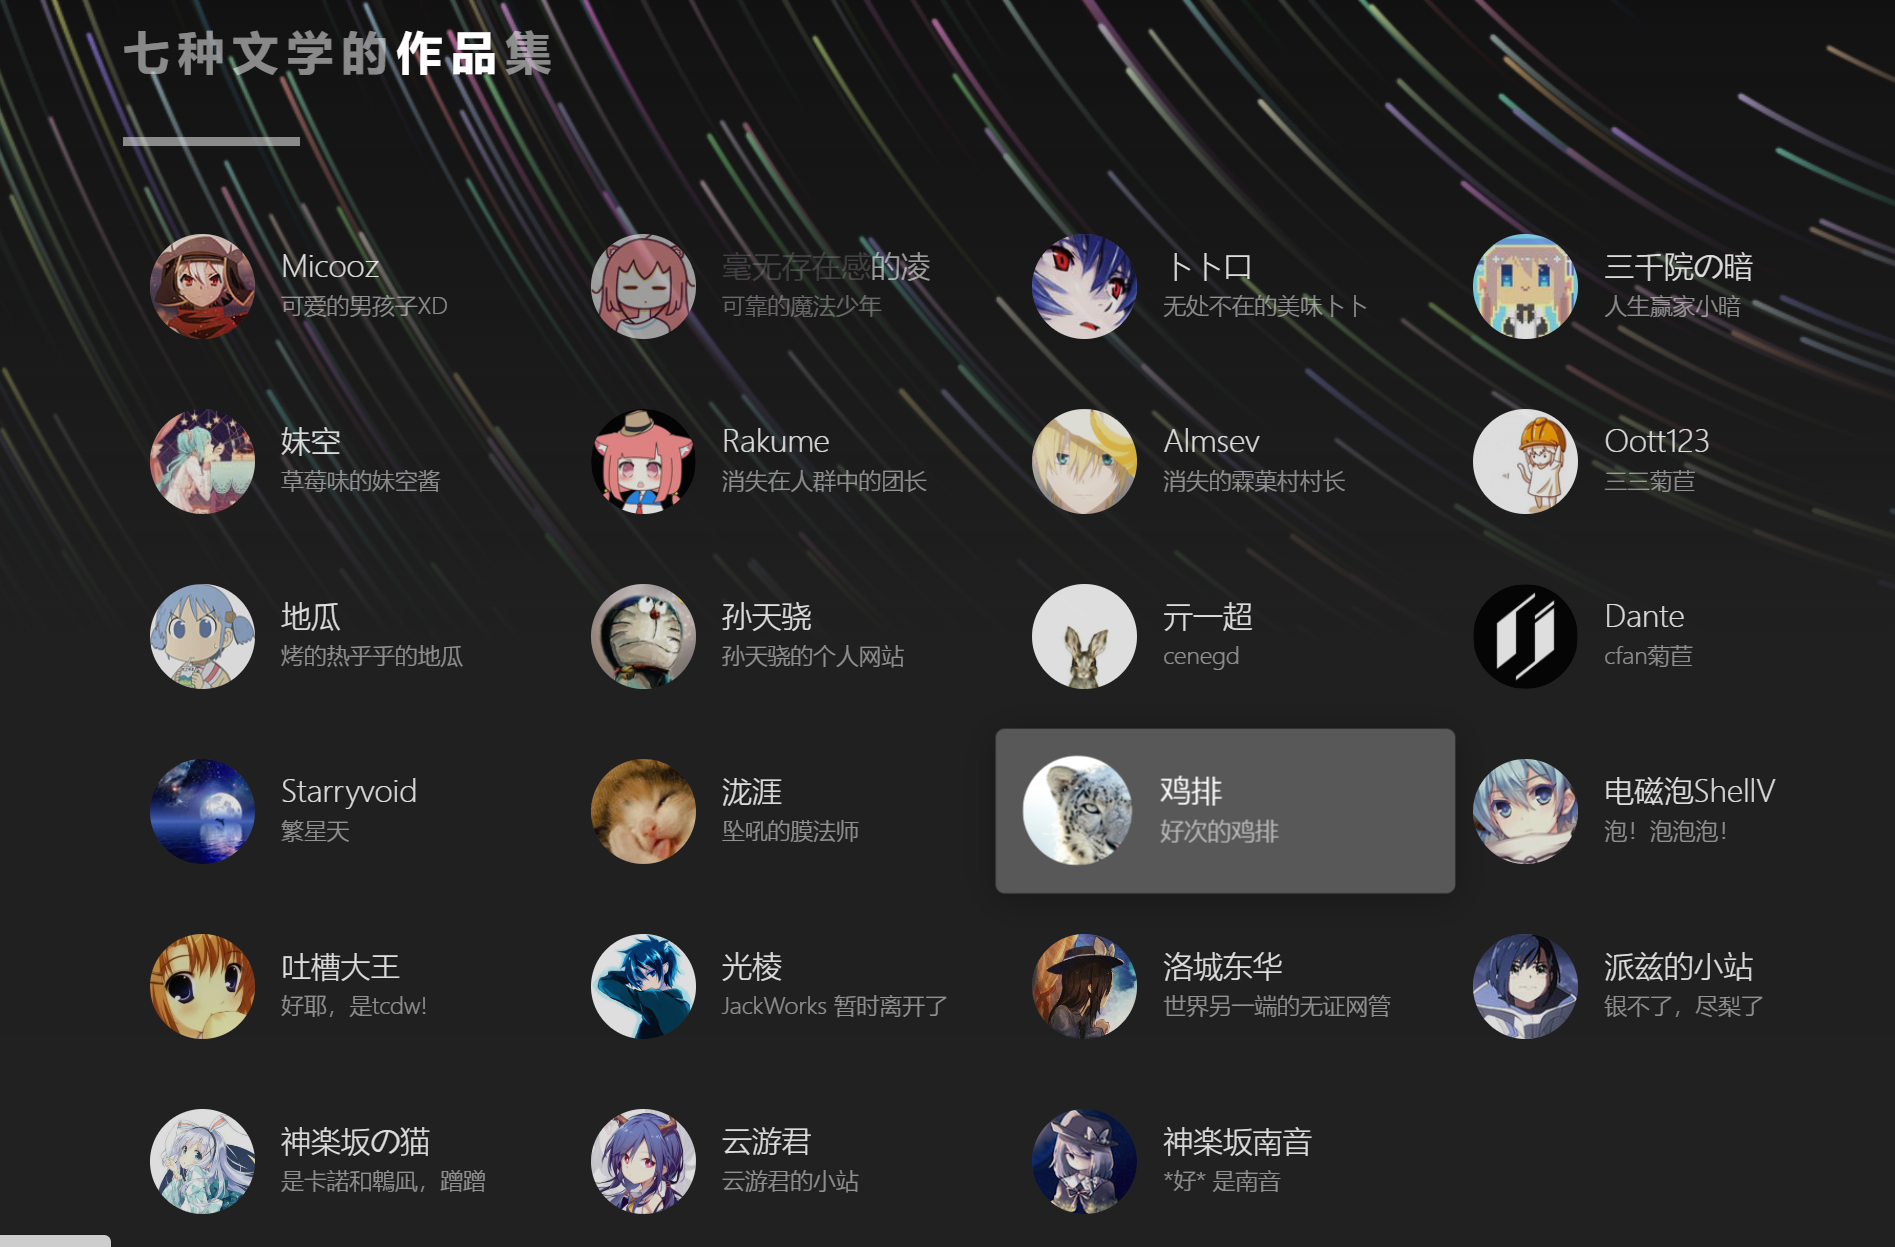 七种文学的作品集
Micooz
可爱的男孩子XD
毫无存在感的凌
可靠的魔法少年
卜卜口
无处不在的美味卜卜
三千院の暗
人生赢家小暗
妹空
草莓味的妹空酱
Rakume
消失在人群中的团长
Almsev
消失的霖菓村村长
Oott123
三三菊苣
地瓜
烤的热乎乎的地瓜
孙天骁
孙天骁的个人网站
亓一超
cenegd
Dante
cfan菊苣
Starryvoid
繁星天
泷涯
坠吼的膜法师
鸡排
好次的鸡排
电磁泡ShellV
泡！泡泡泡！
吐槽大王
好耶，是tcdw!
光棱
JackWorks 暂时离开了
洛城东华
世界另一端的无证网管
派兹的小站
银不了，尽梨了
神楽坂の猫
是卡諾和鵯凪，蹭蹭
云游君
云游君的小站
神楽坂南音
*好* 是南音